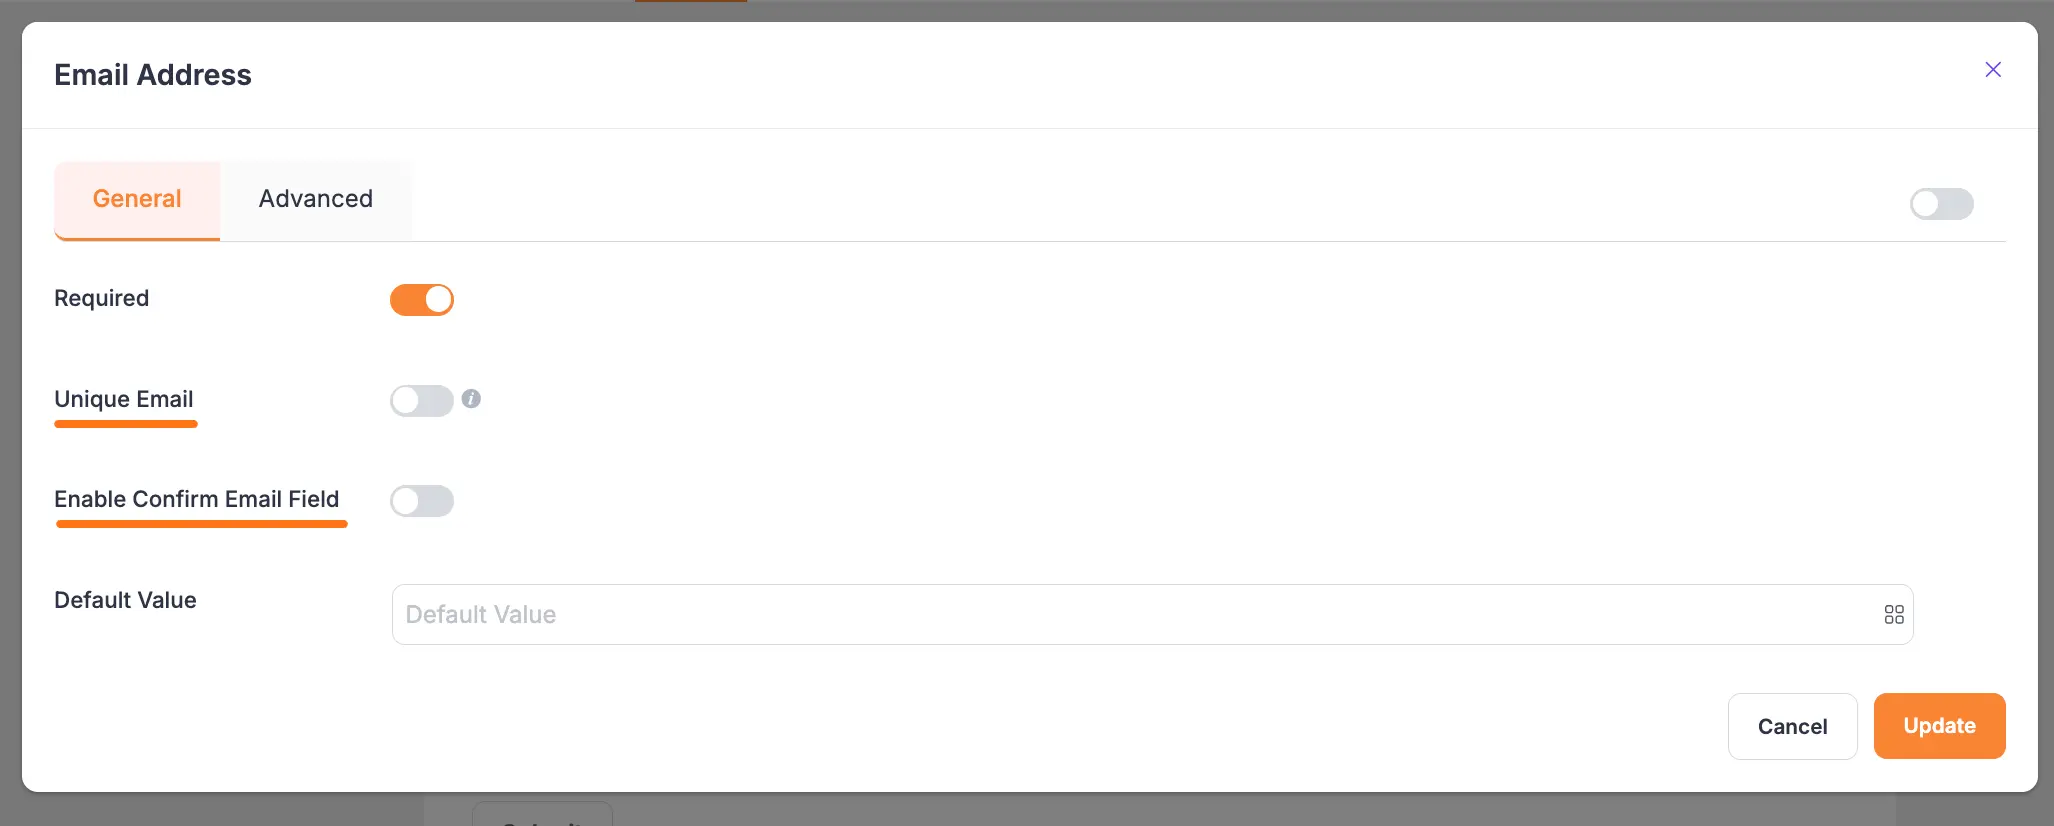 Email Address
General Advanced
Required
Unique Email
Enable Confirm Email Field
Default Value Default Value
Cancel Update